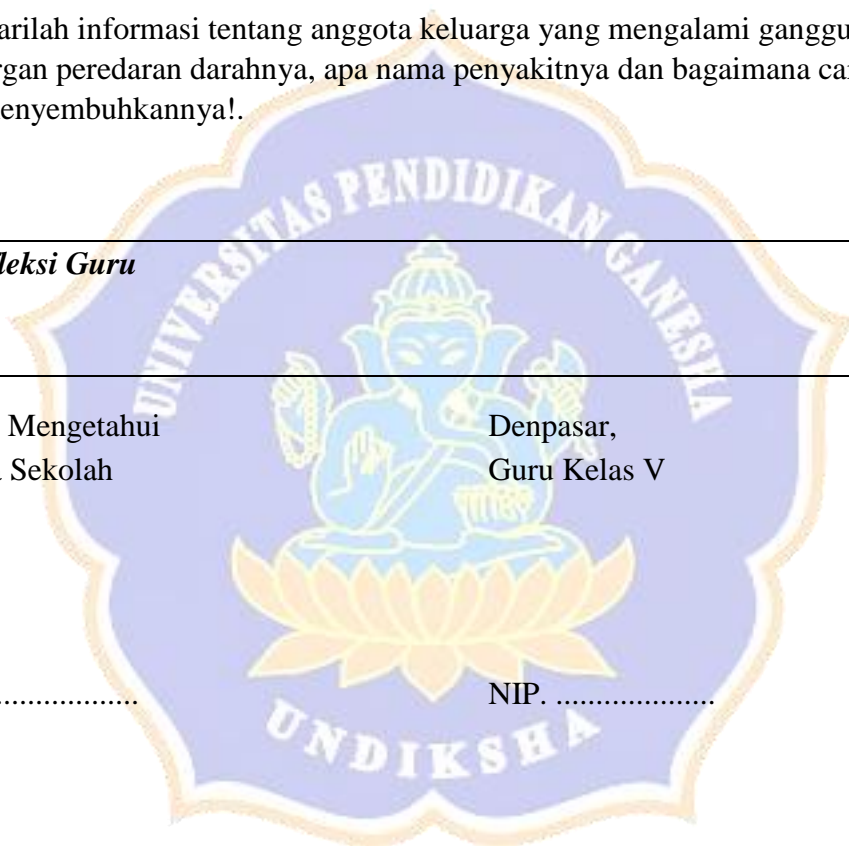 arilah informasi tentang anggota keluarga yang mengalami ganggu
rgan peredaran darahnya, apa nama penyakitnya dan bagaimana ca
enyembuhkannya!.
UNIVERSITAS PENDIDIKAN GANESHA
leksi Guru
Mengetahui Denpasar,
Sekolah Guru Kelas V
.................. NIP. ....................
UNDIKSHA